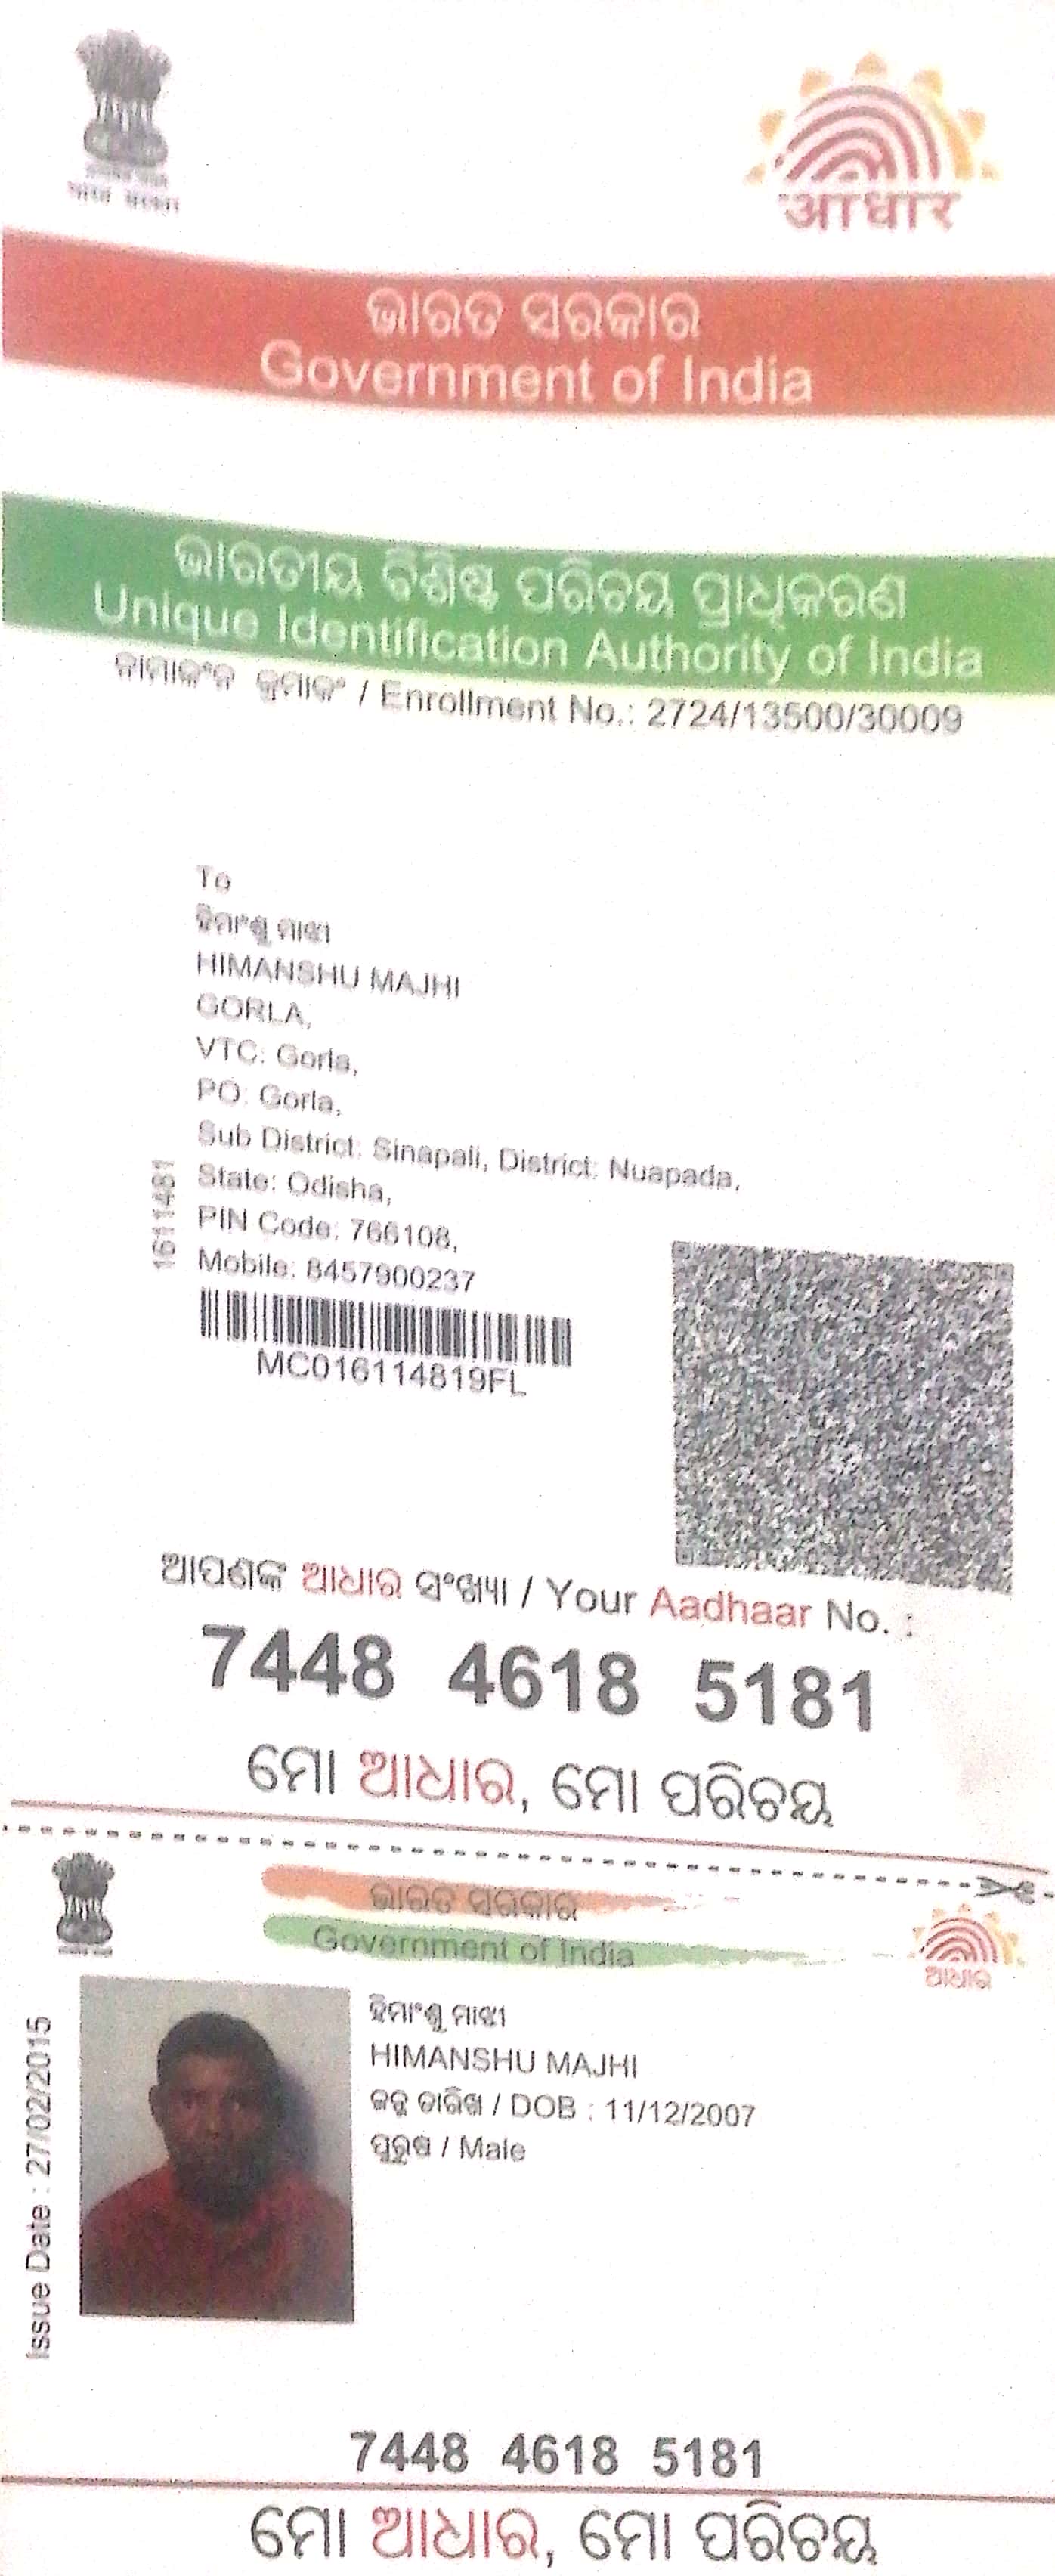 भारत सरकार
आधार
ଭାରତ ସରକାର
Government of India
ଭାରତୀୟ ବିଶିଷ୍ଟ ପରିଚୟ ପ୍ରାଧିକରଣ
Unique Identification Authority of India
/ Enrollment No.: 2724/13500/30009
To
ହିମାଂଶୁ ମାଝୀ
HIMANSHU MAJHI
GORLA,
VTC: Gorla,
PO: Gorla,
Sub District: Sinapali, District: Nuapada,
State: Odisha,
PIN Code: 766108,
Mobile: 8457900237
16114181
MC016114819FL
ଆପଣଙ୍କ ଆଧାର ସଂଖ୍ୟା / Your Aadhaar No. :
7448 4618 5181
ମୋ ଆଧାର, ମୋ ପରିଚୟ
ଭାରତ ସରକାର
Government of India
ଆଧାର
Issue Date : 27/02/2015
ହିମାଂଶୁ ମାଝୀ
HIMANSHU MAJHI
ଜନ୍ମ ତାରିଖ / DOB : 11/12/2007
ପୁରୁଷ / Male
7448 4618 5181
ମୋ ଆଧାର, ମୋ ପରିଚୟ